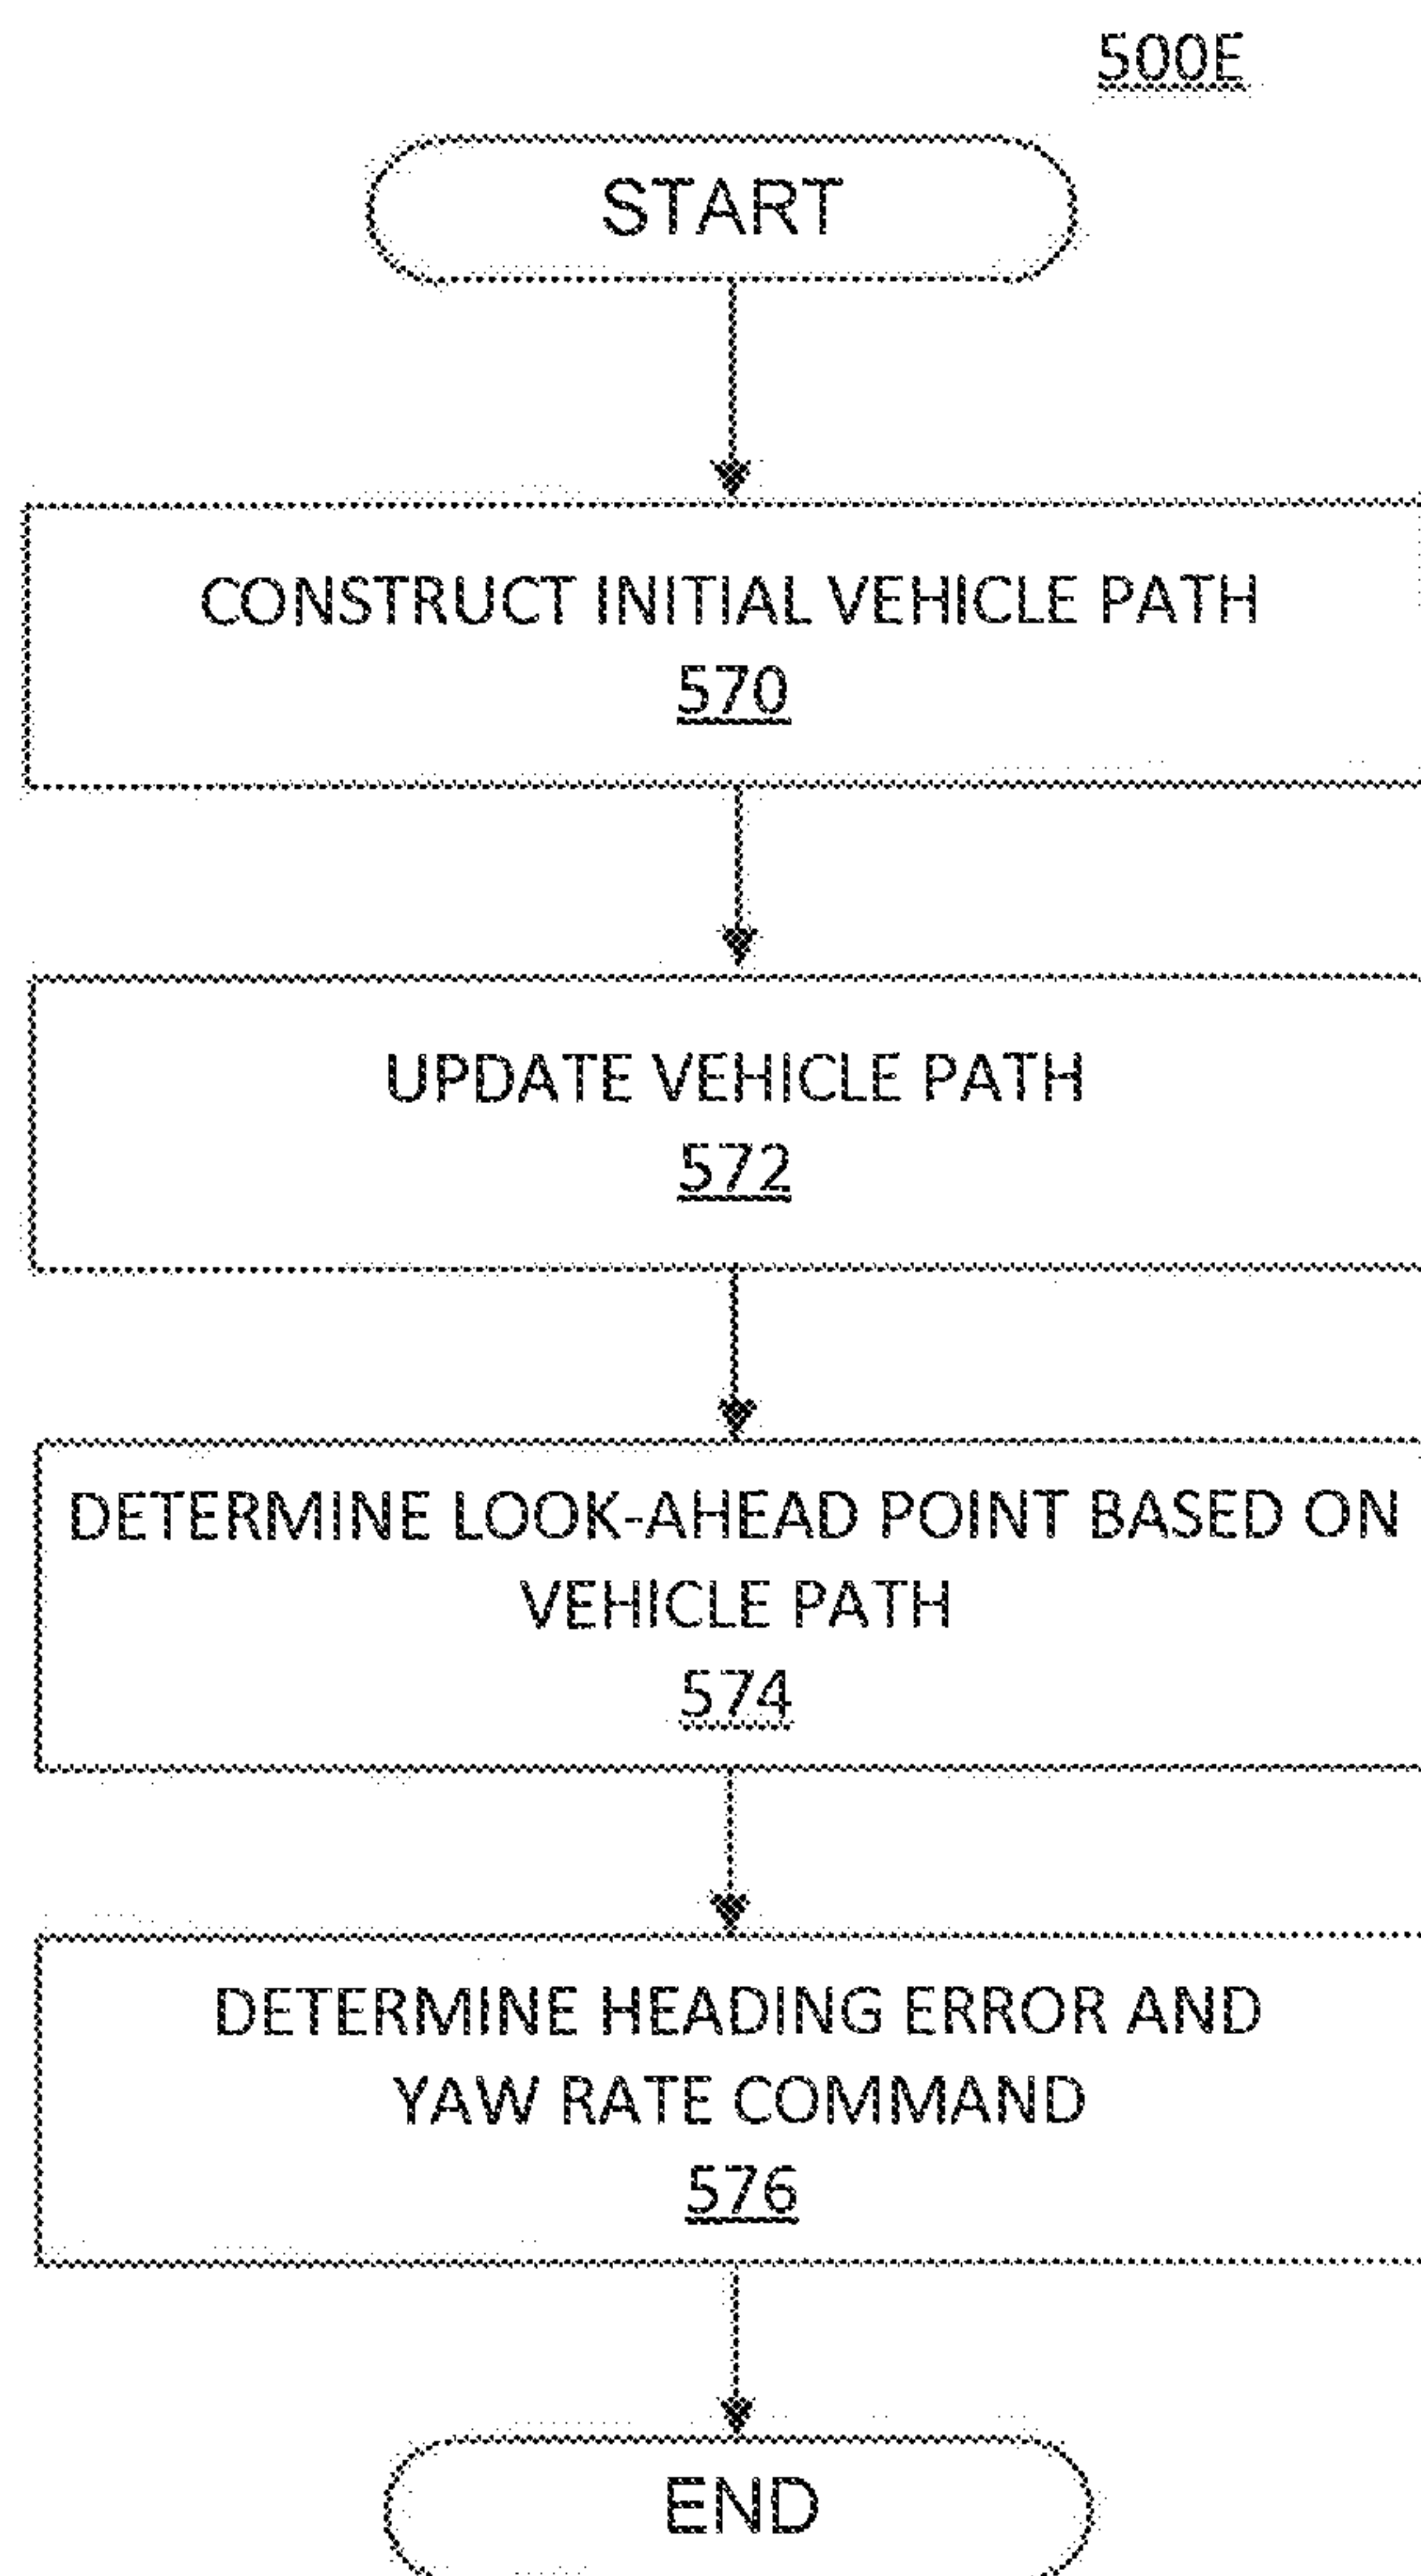 500E
START
CONSTRUCT INITIAL VEHICLE PATH
570
UPDATE VEHICLE PATH
572
DETERMINE LOOK-AHEAD POINT BASED ON
VEHICLE PATH
574
DETERMINE HEADING ERROR AND
YAW RATE COMMAND
576
END